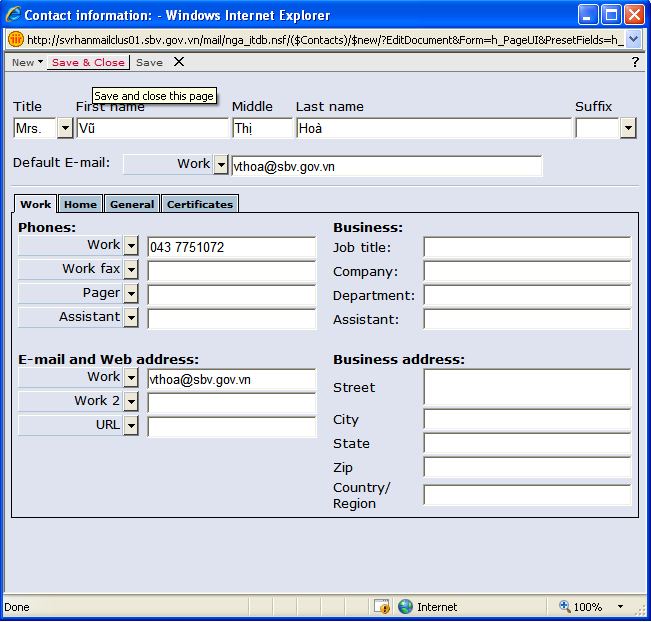 Contact information: - Windows Internet Explorer
http://svrhanmailclus01.sbv.gov.vn/mail/nga_itdb.nsf/($Contacts)/$new/?EditDocument&Form=h_PageUI&PresetFields=h_
New Save & Close Save ?
Save and close this page
Title First name Middle Last name Suffix
Mrs. Vũ Thị Hoà
Default E-mail: Work vthoa@sbv.gov.vn
Work Home General Certificates
Phones: Business:
Work 043 7751072 Job title:
Work fax Company:
Pager Department:
Assistant Assistant:
E-mail and Web address: Business address:
Work vthoa@sbv.gov.vn Street
Work 2
City
URL
State
Zip
Country/
Region
Done Internet 100%